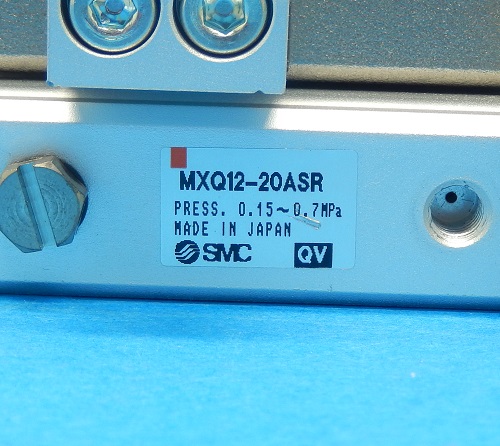 MXQ12-20ASR
PRESS. 0.15~0.7MPa
MADE IN JAPAN
SMC QV